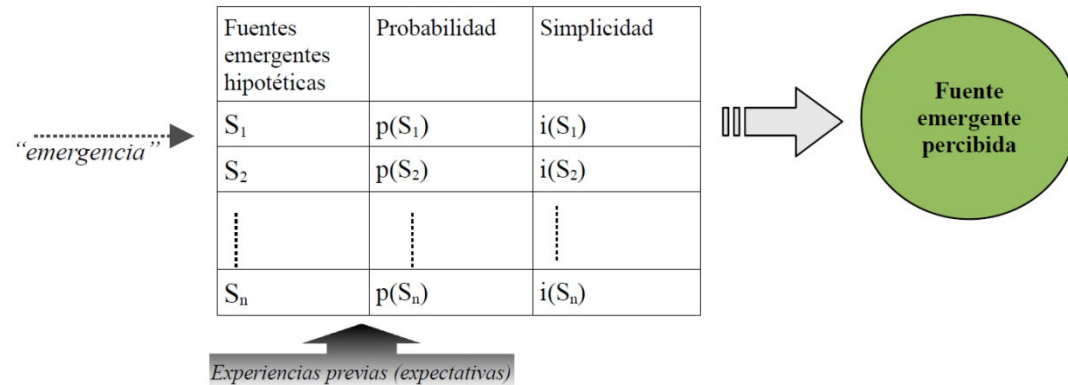 Fuentes emergentes hipotéticas Probabilidad Simplicidad
“emergencia”
S₁ p(S₁) i(S₁)
S₂ p(S₂) i(S₂)
Sₙ p(Sₙ) i(Sₙ)
Fuente
emergente
percibida
Experiencias previas (expectativas)